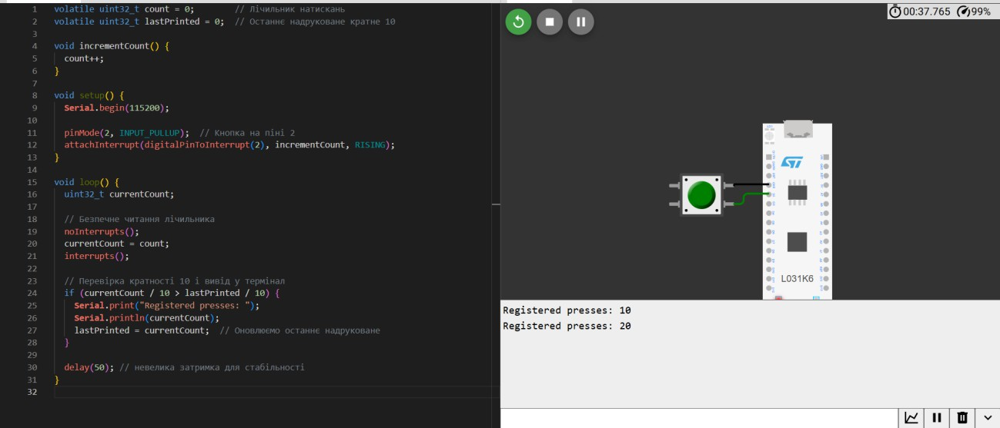 1 volatile uint32_t count = 0; // Лічильник натискань
2 volatile uint32_t lastPrinted = 0; // Останнє надруковане кратне 10
3
4 void incrementCount() {
5 count++;
6 }
7
8 void setup() {
9 Serial.begin(115200);
10
11 pinMode(2, INPUT_PULLUP); // Кнопка на піні 2
12 attachInterrupt(digitalPinToInterrupt(2), incrementCount, RISING);
13 }
14
15 void loop() {
16 uint32_t currentCount;
17
18 // Безпечне читання лічильника
19 noInterrupts();
20 currentCount = count;
21 interrupts();
22
23 // Перевірка кратності 10 і вивід у термінал
24 if (currentCount / 10 > lastPrinted / 10) {
25 Serial.print("Registered presses: ");
26 Serial.println(currentCount);
27 lastPrinted = currentCount; // Оновлюємо останнє надруковане
28 }
29
30 delay(50); // невелика затримка для стабільності
31 }
32
00:37.765 99%
L031K6
Registered presses: 10
Registered presses: 20